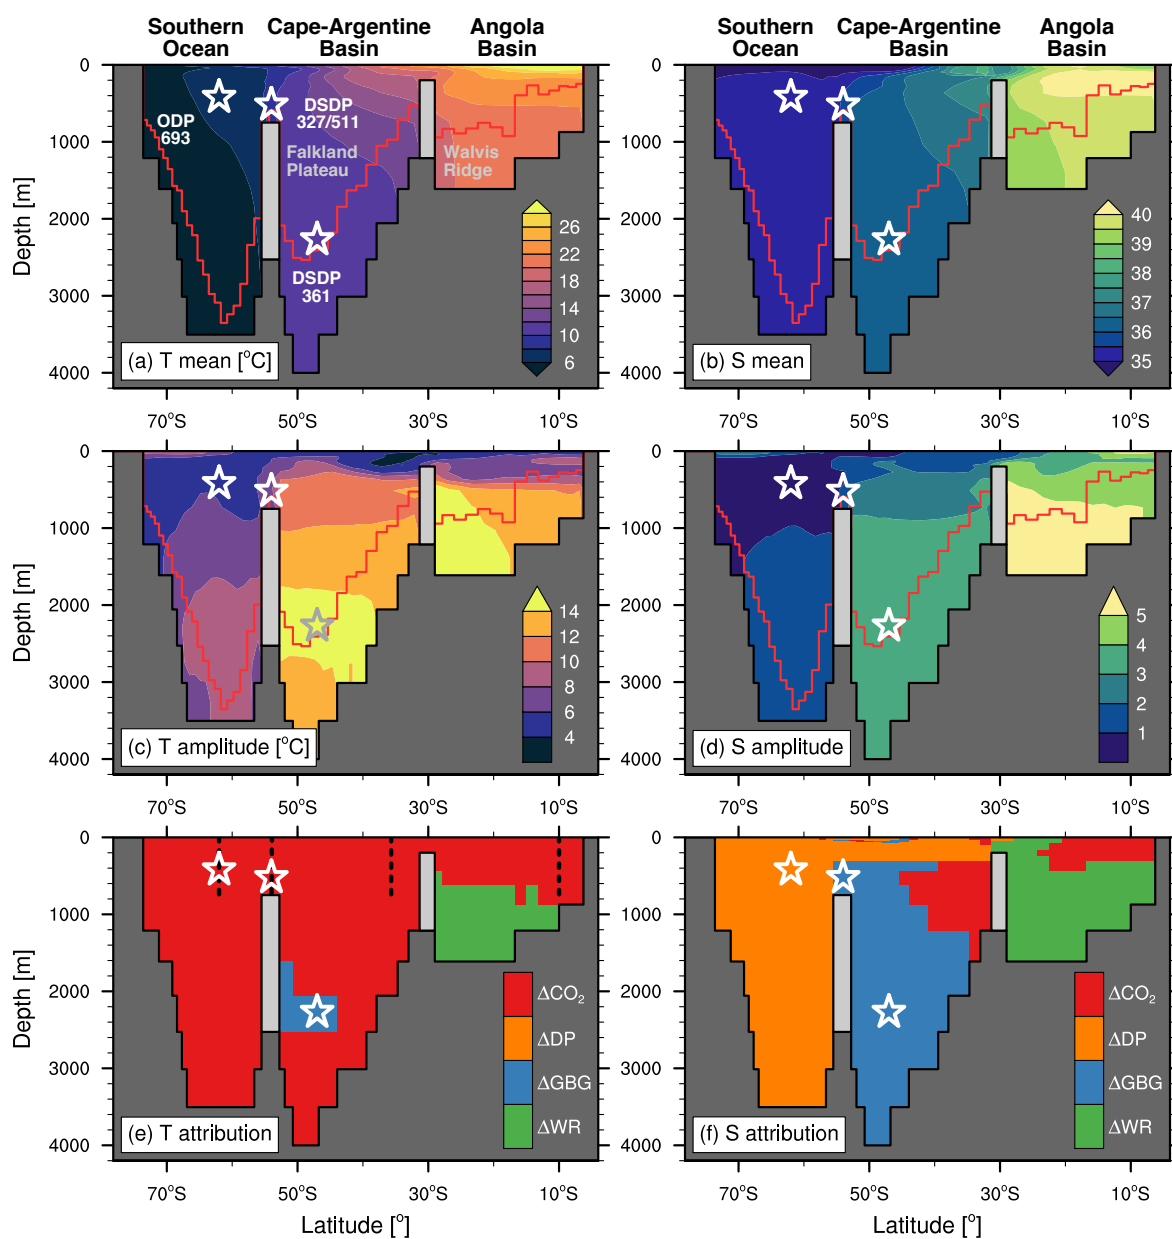 Southern Ocean
Cape-Argentine Basin
Angola Basin
Southern Ocean
Cape-Argentine Basin
Angola Basin
0
1000
2000
3000
4000
Depth [m]
ODP 693
DSDP 327/511
Falkland Plateau
Walvis Ridge
DSDP 361
26
22
18
14
10
6
(a) T mean [°C]
70°S
50°S
30°S
10°S
0
1000
2000
3000
4000
40
39
38
37
36
35
(b) S mean
70°S
50°S
30°S
10°S
0
1000
2000
3000
4000
Depth [m]
14
12
10
8
6
4
(c) T amplitude [°C]
70°S
50°S
30°S
10°S
0
1000
2000
3000
4000
5
4
3
2
1
(d) S amplitude
70°S
50°S
30°S
10°S
0
1000
2000
3000
4000
Depth [m]
ΔCO₂
ΔDP
ΔGBG
ΔWR
(e) T attribution
70°S
50°S
30°S
10°S
Latitude [°]
0
1000
2000
3000
4000
ΔCO₂
ΔDP
ΔGBG
ΔWR
(f) S attribution
70°S
50°S
30°S
10°S
Latitude [°]